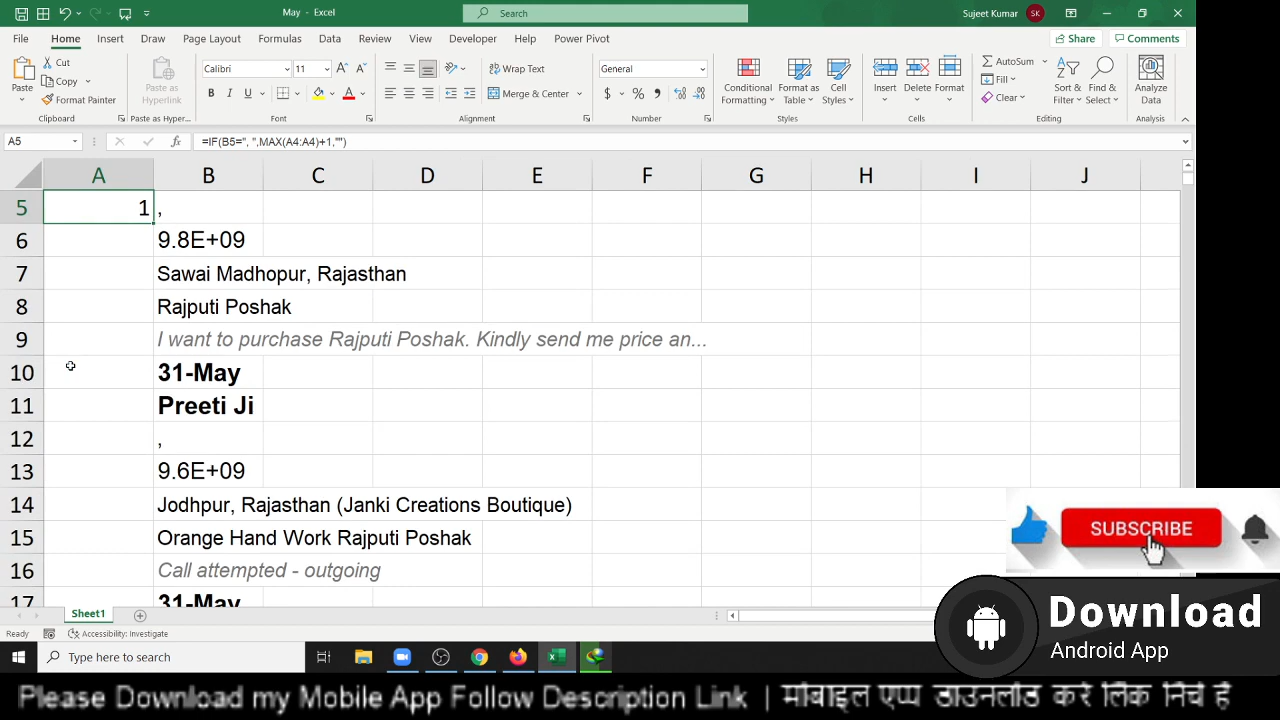 May - Excel
Search
Sujeet Kumar
SK
File Home Insert Draw Page Layout Formulas Data Review View Developer Help Power Pivot
Share
Comments
Paste
Cut
Copy
Format Painter
Clipboard
Paste as Hyperlink
Paste as Hyper...
Calibri
11
B I U
Font
Wrap Text
Merge & Center
Alignment
General
$ % ,
Number
Conditional Formatting
Format as Table
Cell Styles
Styles
Insert
Delete
Format
Cells
AutoSum
Fill
Clear
Sort & Filter
Find & Select
Editing
Analyze Data
Analysis
A5
fx
=IF(B5=", ",MAX(A4:A4)+1,"")
A B C D E F G H I J
5 1 ,
6 9.8E+09
7 Sawai Madhopur, Rajasthan
8 Rajputi Poshak
9 I want to purchase Rajputi Poshak. Kindly send me price an...
10 31-May
11 Preeti Ji
12 ,
13 9.6E+09
14 Jodhpur, Rajasthan (Janki Creations Boutique)
15 Orange Hand Work Rajputi Poshak
16 Call attempted - outgoing
17 31-May
SUBSCRIBE
Sheet1
Ready
Accessibility: Investigate
Download
Android App
Type here to search
Please Download my Mobile App Follow Description Link | मोबाइल एप्प डाउनलोड करे लिंक निचे है